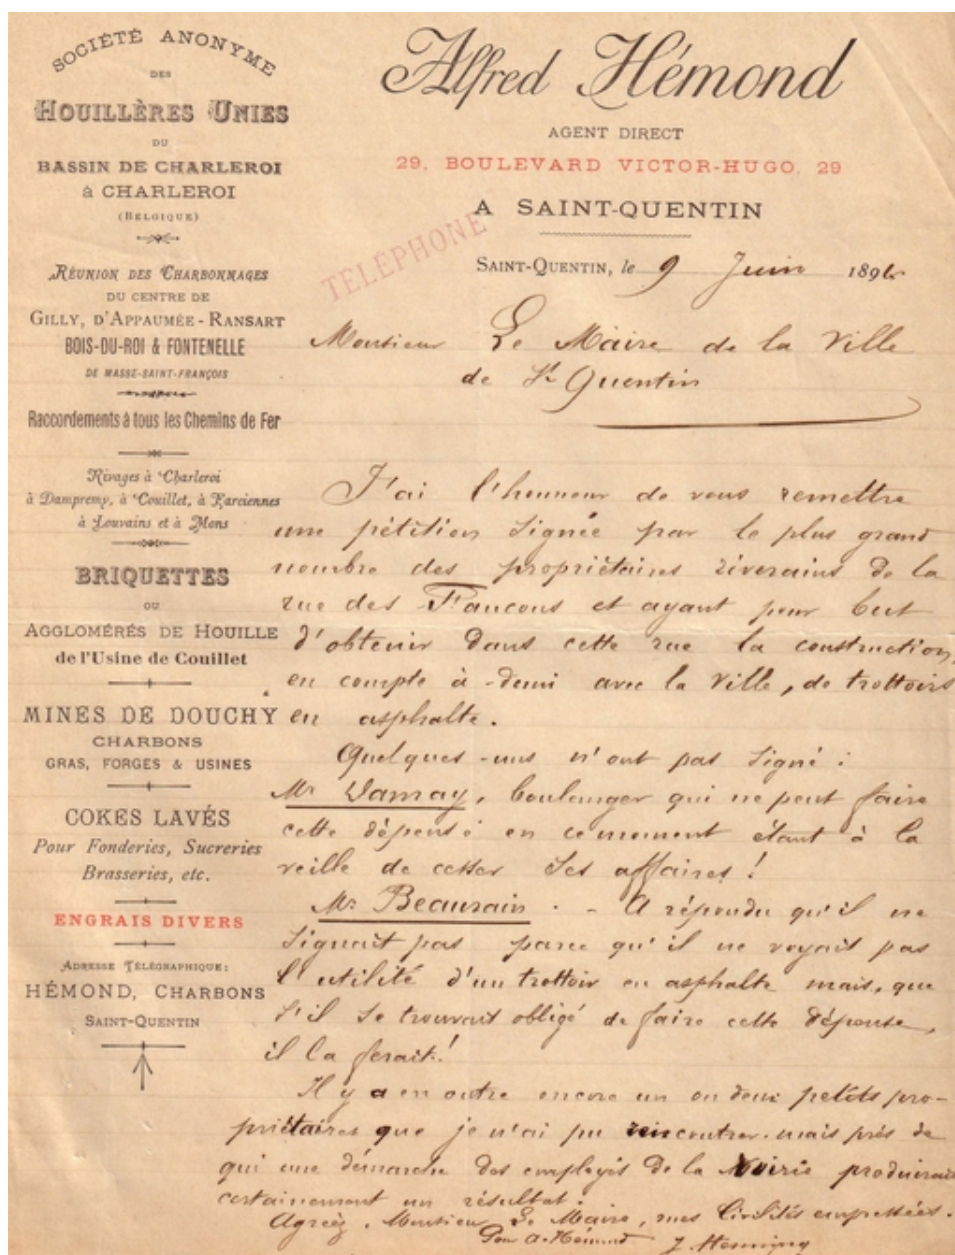 SOCIÉTÉ ANONYME
DES
HOUILLÈRES UNIES
DU
BASSIN DE CHARLEROI
à CHARLEROI
(BELGIQUE)
RÉUNION DES CHARBONNAGES
DU CENTRE DE
GILLY, D'APPAUMÉE-RANSART
BOIS-DU-ROI & FONTENELLE
DE MASSE-SAINT-FRANÇOIS
Raccordements à tous les Chemins de Fer
Rivages à Charleroi
à Dampremy, à Couillet, à Farciennes
à Louvains et à Mons
BRIQUETTES
OU
AGGLOMÉRÉS DE HOUILLE
de l'Usine de Couillet
MINES DE DOUCHY
CHARBONS
GRAS, FORGES & USINES
COKES LAVÉS
Pour Fonderies, Sucreries
Brasseries, etc.
ENGRAIS DIVERS
ADRESSE TÉLÉGRAPHIQUE:
HÉMOND, CHARBONS
SAINT-QUENTIN
Alfred Hémond
AGENT DIRECT
29, BOULEVARD VICTOR-HUGO, 29
A SAINT-QUENTIN
TELEPHONE
SAINT-QUENTIN, le 9 Juin 189
Monsieur Le Maire de la Ville
de St Quentin
J'ai l'honneur de vous remettre
une pétition signée par le plus grand
nombre des propriétaires riverains de la
rue des Faucons et ayant pour but
d'obtenir dans cette rue la construction,
en compte à-demi avec la Ville, de trottoirs
en asphalte.
Quelques-uns n'ont pas signé :
Mr Damay, boulanger qui ne peut faire
cette dépense en ce moment étant à la
veille de cesser ses affaires !
Mr Beaurain. - A répondu qu'il ne
signait pas parce qu'il ne voyait pas
l'utilité d'un trottoir en asphalte mais, que
s'il se trouvait obligé de faire cette dépense,
il la ferait !
Il y a en outre encore un ou deux petits pro-
priétaires que je n'ai pu rencontrer mais près de
qui une démarche des employés de la Voirie produirait
certainement un résultat.
Agréez, Monsieur Le Maire, mes Civilités empressées.
Pour A. Hémond J. Henning